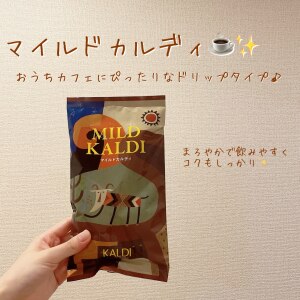 マイルドカルディ☕✨
おうちカフェにぴったりなドリップタイプ♪
まろやかで飲みやすく
コクもしっかり✨
MILD
KALDI
マイルドカルディ
KALDI